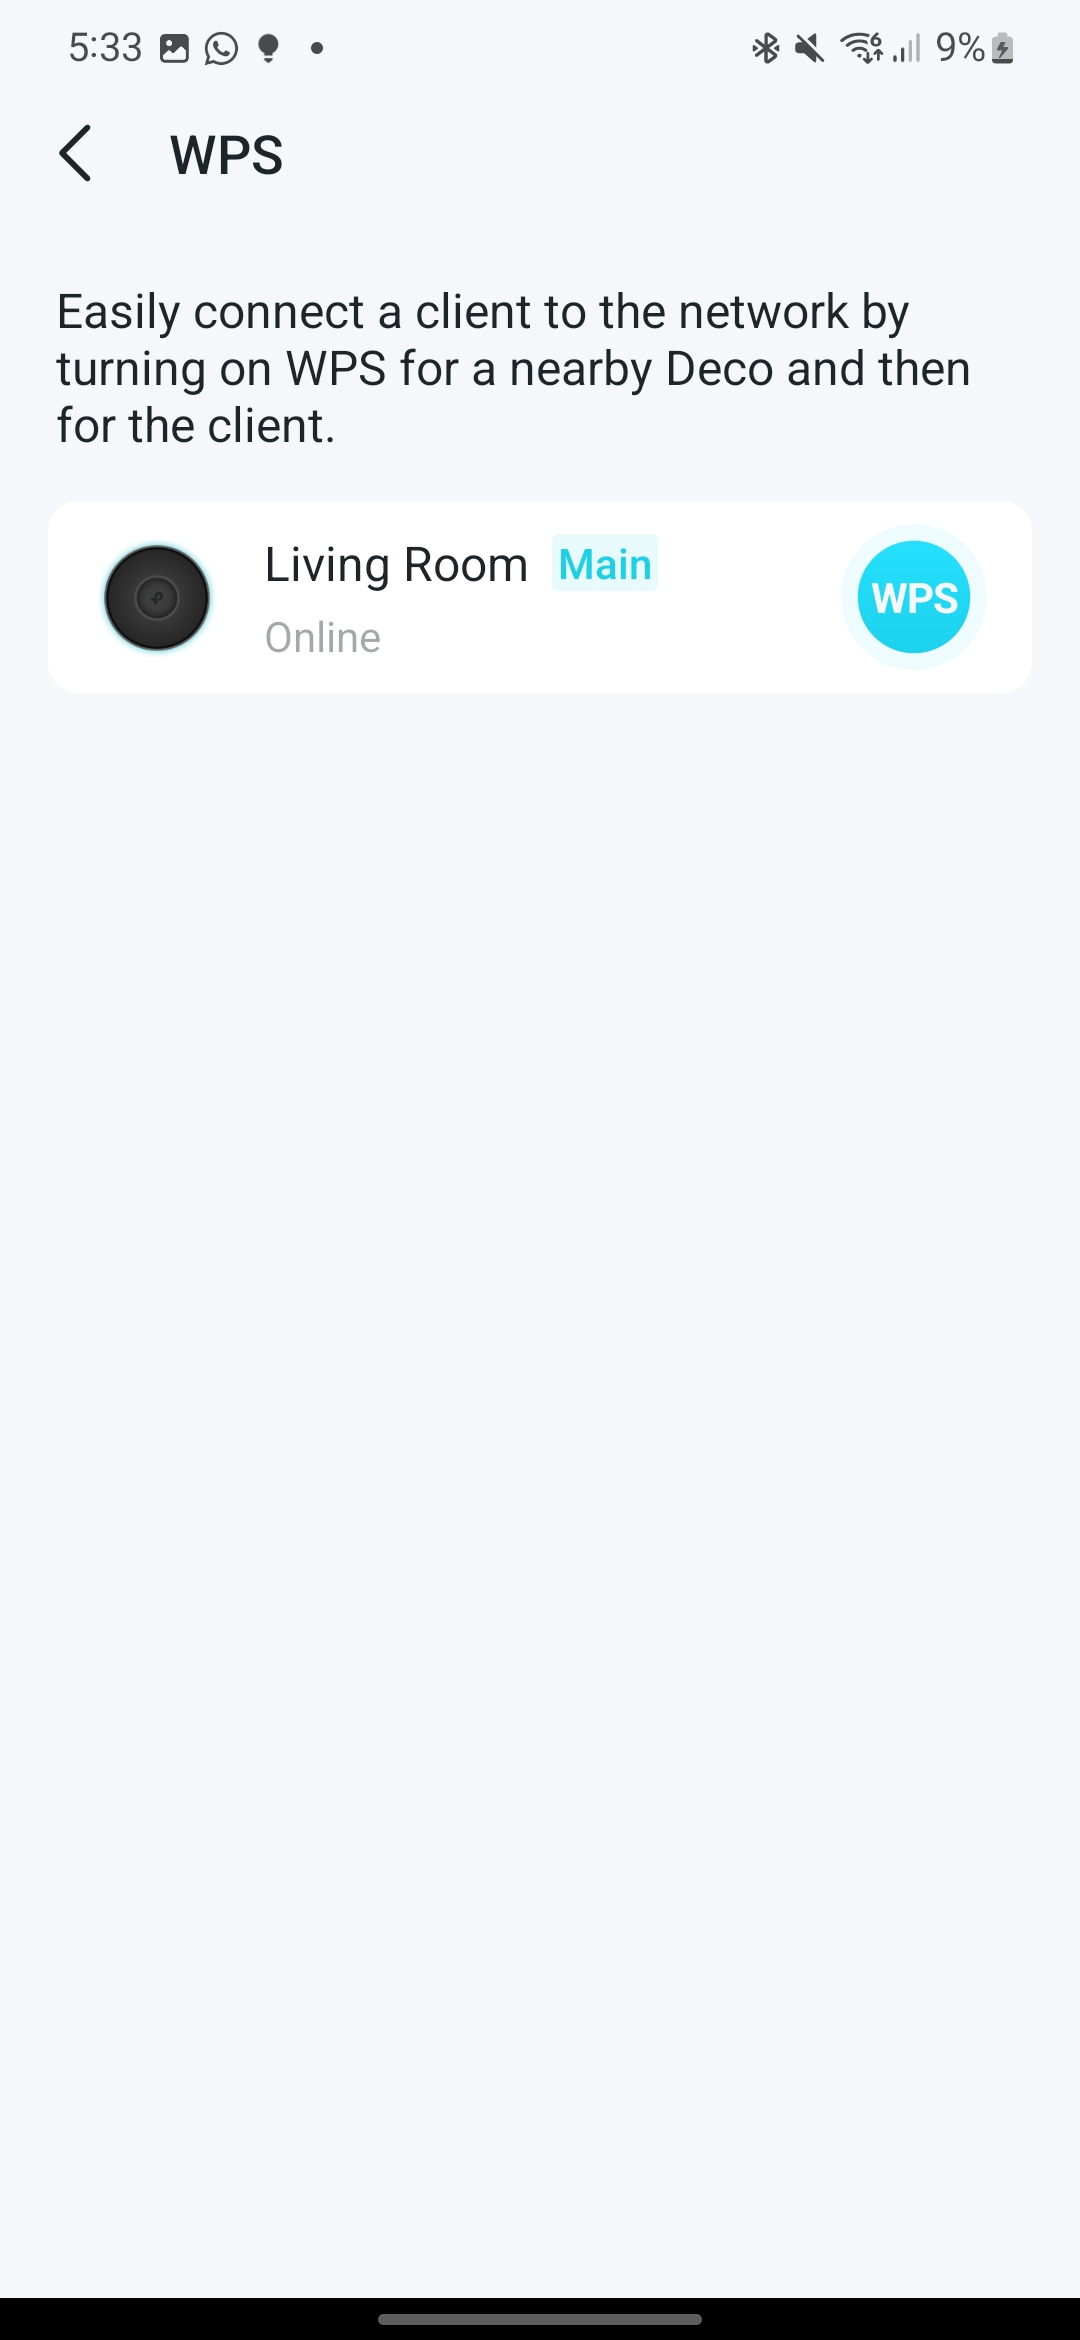 5:33
9%
WPS
Easily connect a client to the network by
turning on WPS for a nearby Deco and then
for the client.
Living Room Main
Online
WPS